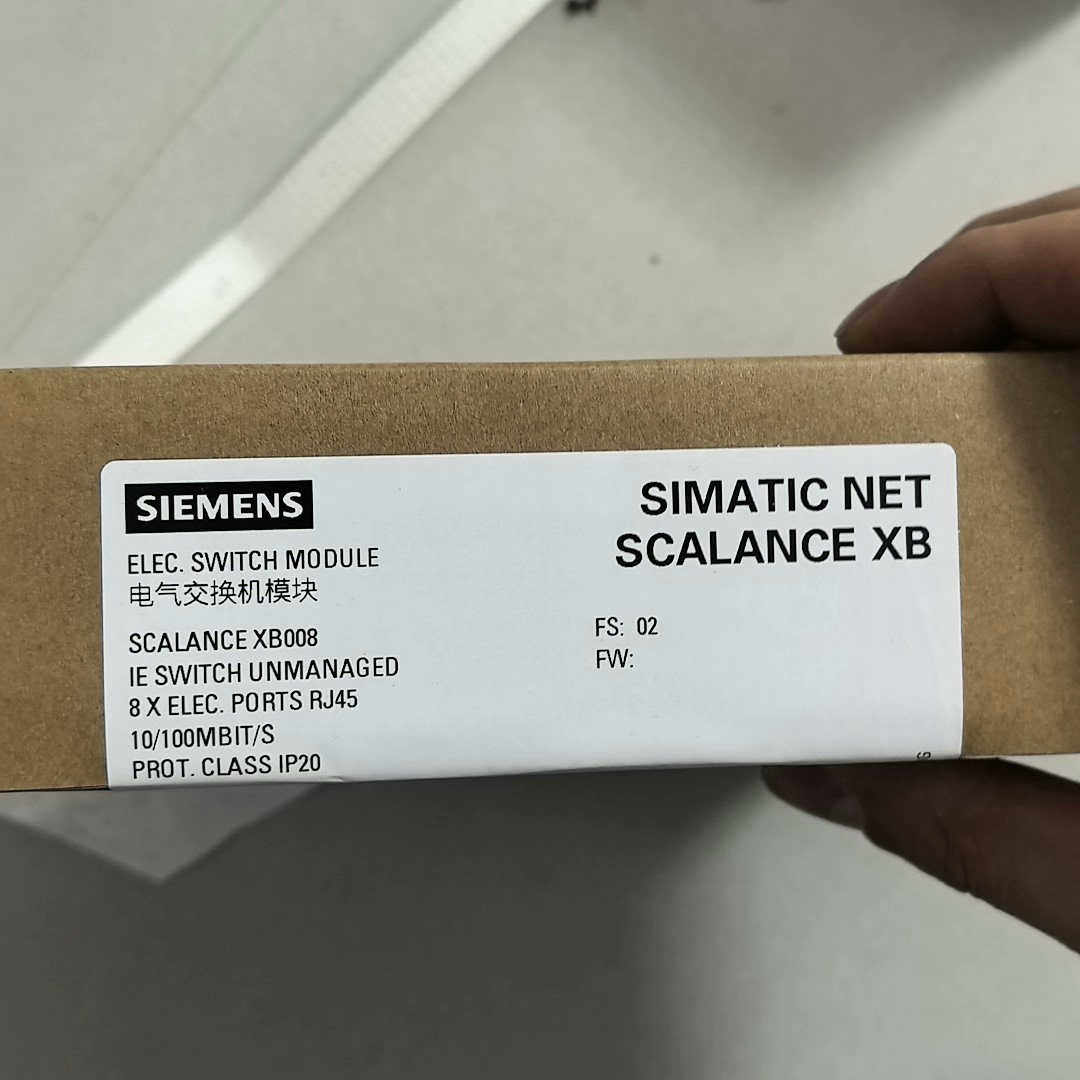 SIEMENS
SIMATIC NET
SCALANCE XB
ELEC. SWITCH MODULE
电气交换机模块
SCALANCE XB008
IE SWITCH UNMANAGED
8 X ELEC. PORTS RJ45
10/100MBIT/S
PROT. CLASS IP20
FS: 02
FW: